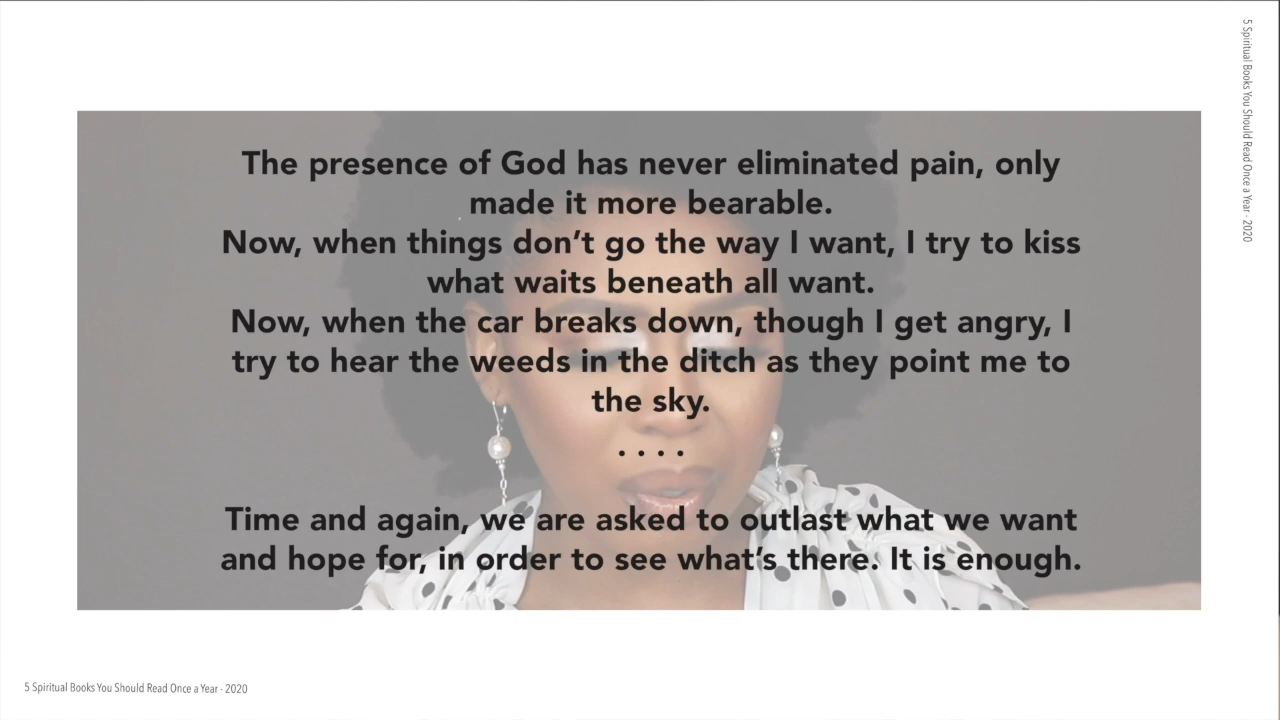 5 Spiritual Books You Should Read Once a Year - 2020
The presence of God has never eliminated pain, only
made it more bearable.
Now, when things don’t go the way I want, I try to kiss
what waits beneath all want.
Now, when the car breaks down, though I get angry, I
try to hear the weeds in the ditch as they point me to
the sky.
. . . .
Time and again, we are asked to outlast what we want
and hope for, in order to see what’s there. It is enough.
5 Spiritual Books You Should Read Once a Year - 2020